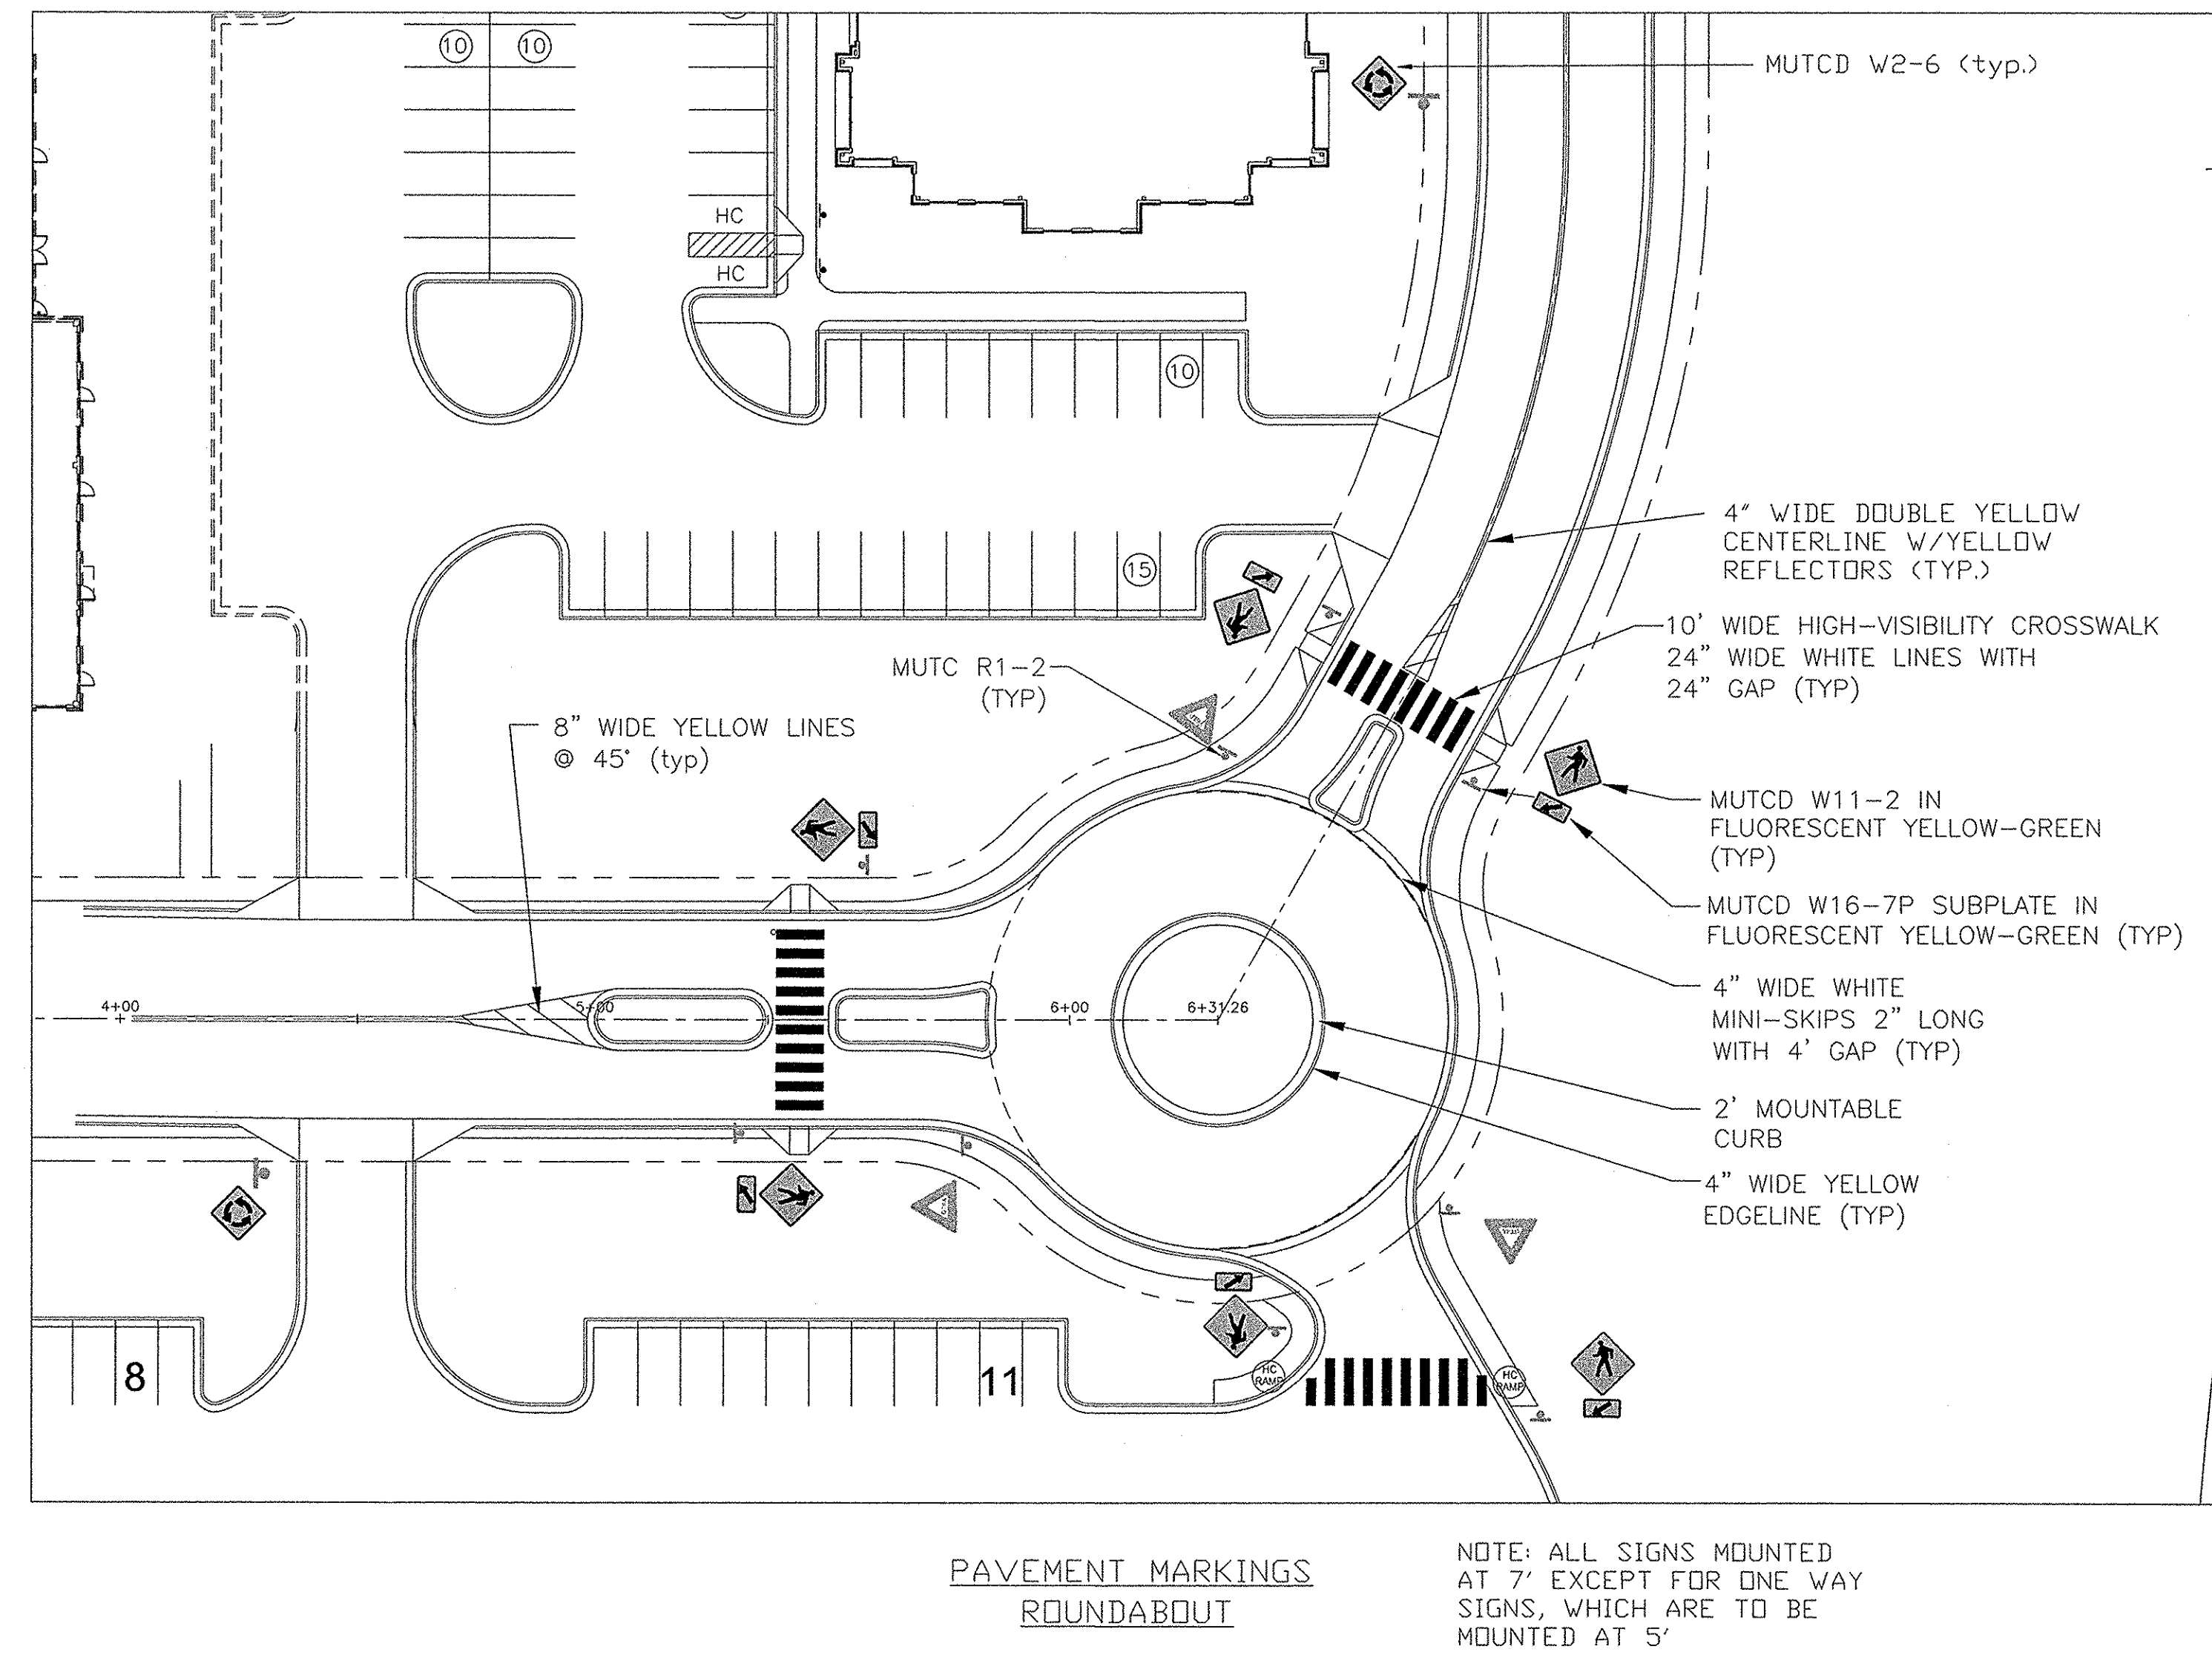 10
10
MUTCD W2-6 (typ.)
HC
HC
10
15
4" WIDE DOUBLE YELLOW
CENTERLINE W/YELLOW
REFLECTORS (TYP.)
10' WIDE HIGH-VISIBILITY CROSSWALK
24" WIDE WHITE LINES WITH
24" GAP (TYP)
MUTC R1-2
(TYP)
8" WIDE YELLOW LINES
@ 45° (typ)
MUTCD W11-2 IN
FLUORESCENT YELLOW-GREEN
(TYP)
MUTCD W16-7P SUBPLATE IN
FLUORESCENT YELLOW-GREEN (TYP)
4" WIDE WHITE
MINI-SKIPS 2" LONG
WITH 4' GAP (TYP)
4+00
5+00
6+00
6+31.26
2' MOUNTABLE
CURB
4" WIDE YELLOW
EDGELINE (TYP)
8
11
HC
RAMP
HC
RAMP
PAVEMENT MARKINGS
ROUNDABOUT
NOTE: ALL SIGNS MOUNTED
AT 7' EXCEPT FOR ONE WAY
SIGNS, WHICH ARE TO BE
MOUNTED AT 5'